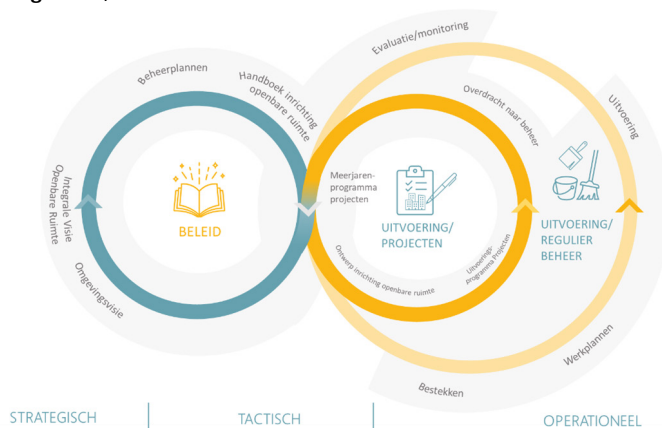 Evaluatie/monitoring
Beheerplannen
Handboek inrichting
openbare ruimte
Overdracht naar beheer
Uitvoering
Integrale Visie
Openbare Ruimte
Omgevingsvisie
BELEID
Meerjaren-
programma
projecten
UITVOERING/
PROJECTEN
UITVOERING/
REGULIER
BEHEER
Ontwerp inrichting openbare ruimte
Uitvoerings-
programma Projecten
Werkplannen
Bestekken
STRATEGISCH
TACTISCH
OPERATIONEEL